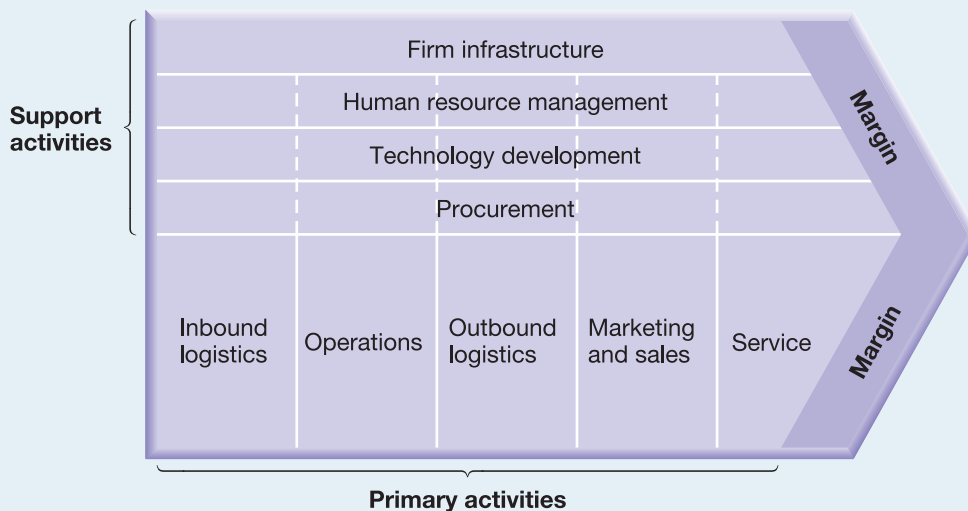 Firm infrastructure
Human resource management
Support
activities
Technology development
Procurement
Margin
Inbound
logistics
Operations
Outbound
logistics
Marketing
and sales
Service
Margin
Primary activities